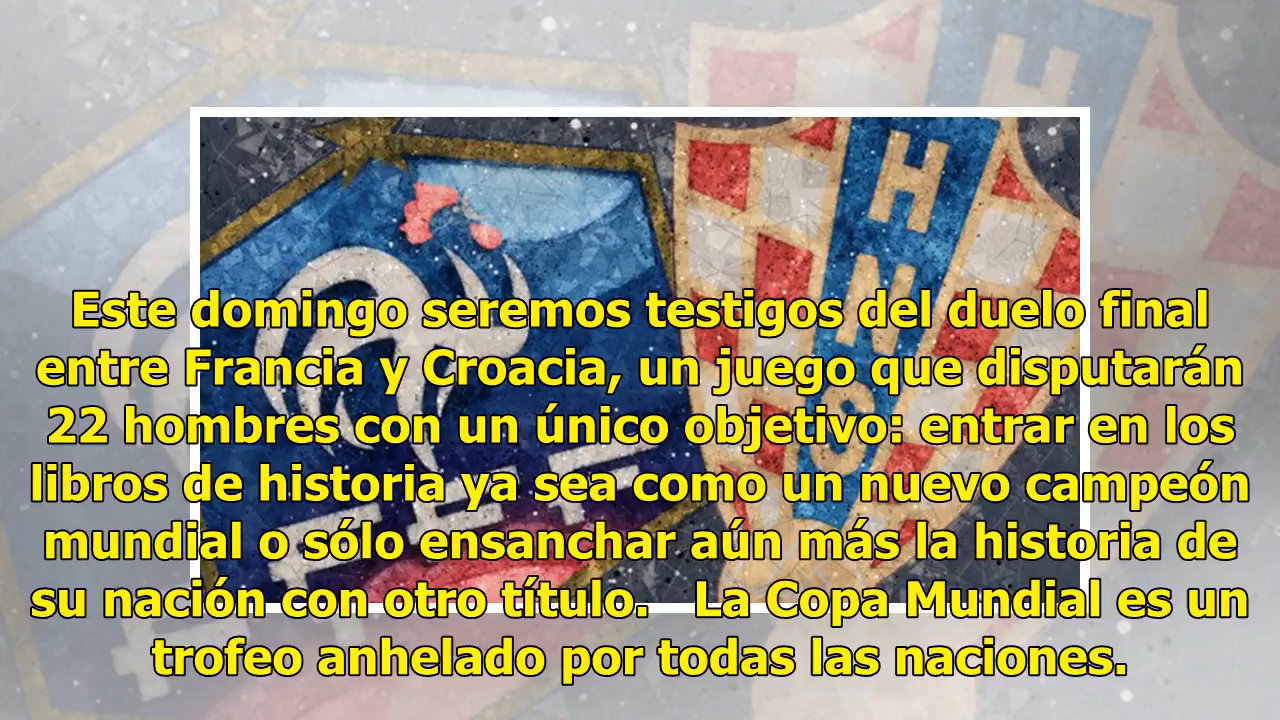 H
N
S
FFF
Este domingo seremos testigos del duelo final
entre Francia y Croacia, un juego que disputarán
22 hombres con un único objetivo: entrar en los
libros de historia ya sea como un nuevo campeón
mundial o sólo ensanchar aún más la historia de
su nación con otro título.   La Copa Mundial es un
trofeo anhelado por todas las naciones.